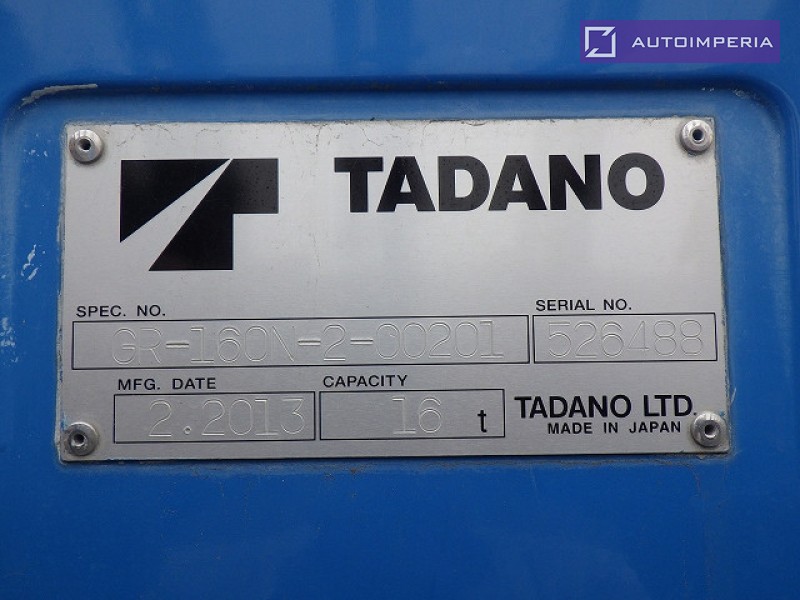 AUTOIMPERIA
TADANO
SPEC. NO. SERIAL NO.
GR-160N-2-00201 526488
MFG. DATE CAPACITY
2.2013 16 t TADANO LTD.
MADE IN JAPAN